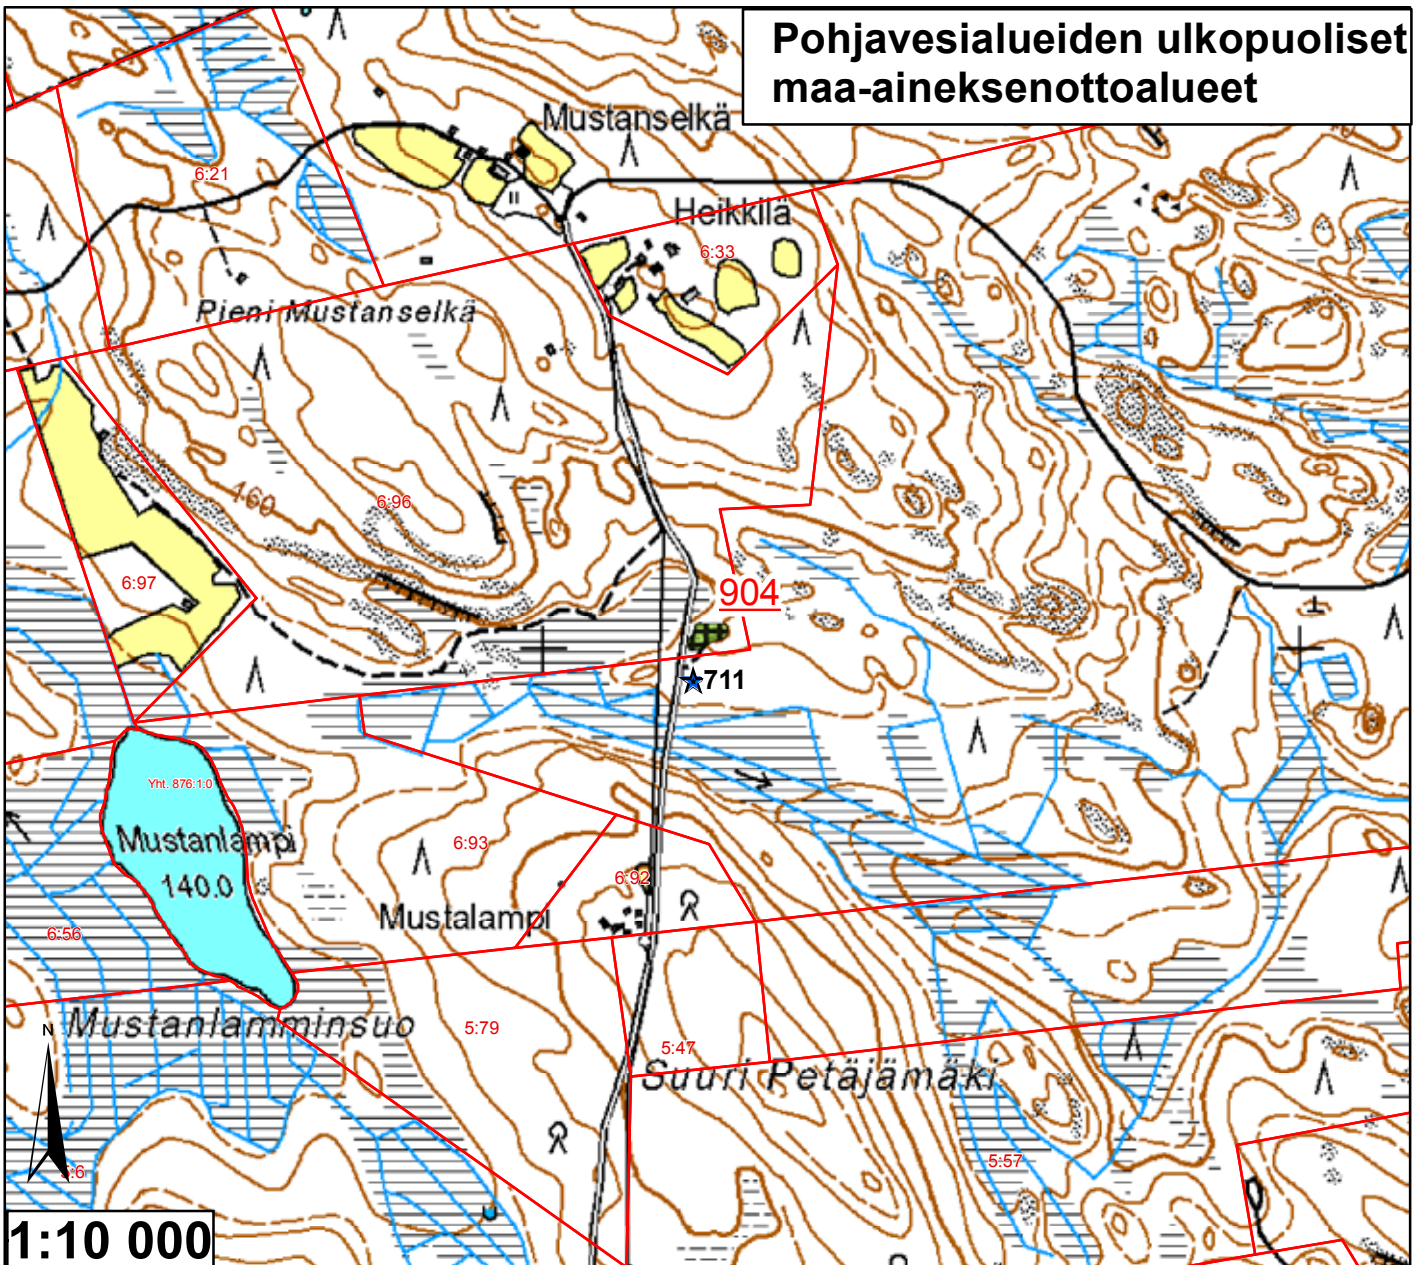 Pohjavesialueiden ulkopuoliset
maa-aineksenottoalueet
Mustanselkä
6:21
Heikkilä
6:33
Pieni Mustanselkä
160
6:96
6:97
904
711
Yht. 876:1:0
Mustanlampi
140.0
6:93
6:92
Mustalampi
6:56
Mustanlamminsuo
N
5:79
5:47
Suuri Petäjämäki
5:57
1:10 000